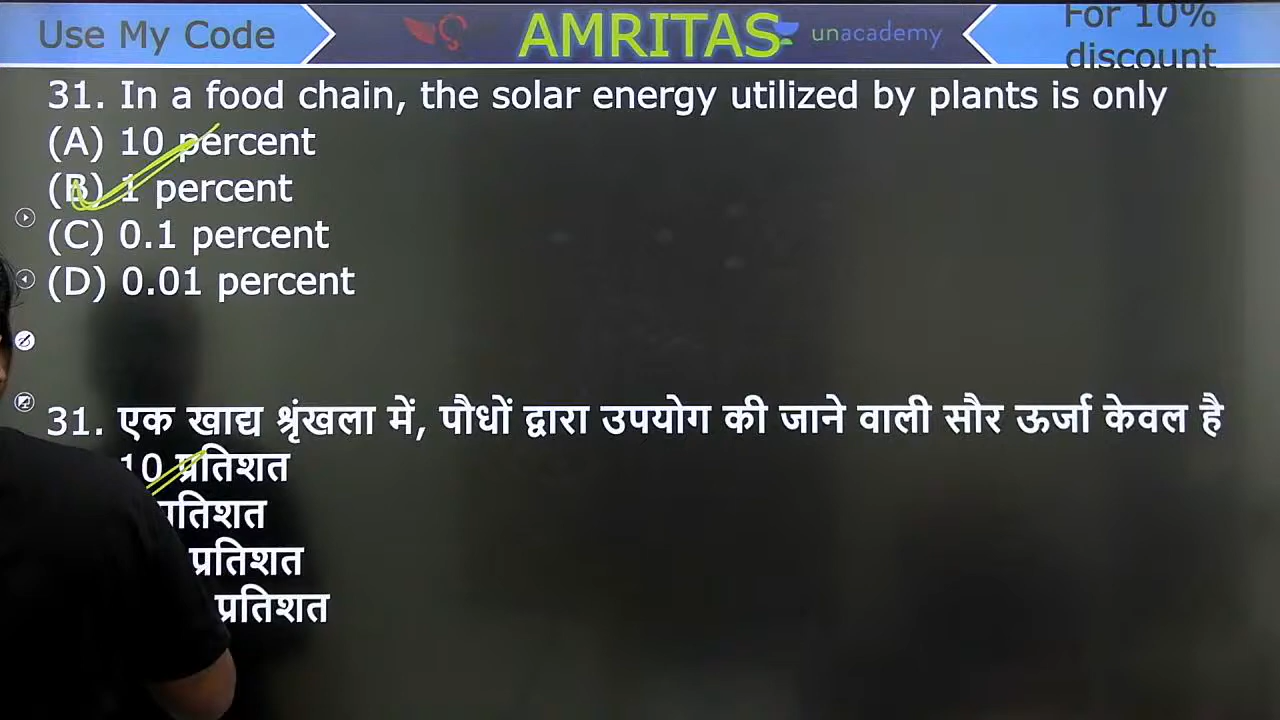 Use My Code
AMRITAS
unacademy
For 10%
discount
31. In a food chain, the solar energy utilized by plants is only
(A) 10 percent
(B) 1 percent
(C) 0.1 percent
(D) 0.01 percent
31. एक खाद्य श्रृंखला में, पौधों द्वारा उपयोग की जाने वाली सौर ऊर्जा केवल है
10 प्रतिशत
प्रतिशत
प्रतिशत
प्रतिशत